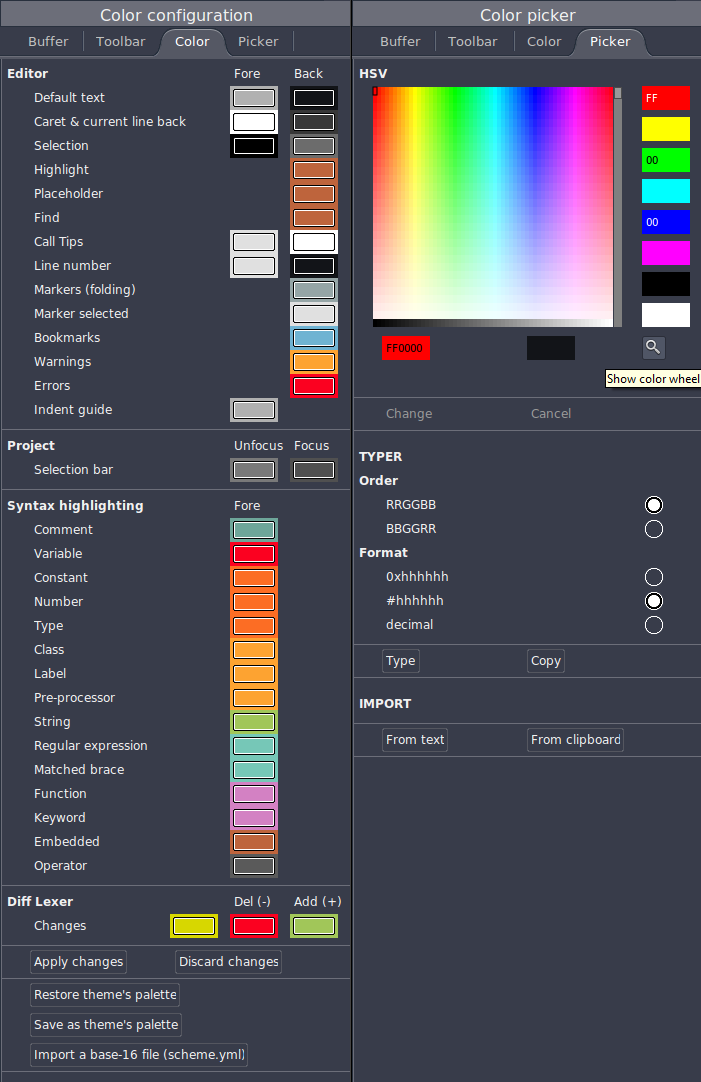 Color configuration
Buffer Toolbar Color Picker
Editor Fore Back
Default text
Caret & current line back
Selection
Highlight
Placeholder
Find
Call Tips
Line number
Markers (folding)
Marker selected
Bookmarks
Warnings
Errors
Indent guide
Project Unfocus Focus
Selection bar
Syntax highlighting Fore
Comment
Variable
Constant
Number
Type
Class
Label
Pre-processor
String
Regular expression
Matched brace
Function
Keyword
Embedded
Operator
Diff Lexer Del (-) Add (+)
Changes
Apply changes Discard changes
Restore theme's palette
Save as theme's palette
Import a base-16 file (scheme.yml)
Color picker
Buffer Toolbar Color Picker
HSV
FF
00
00
FF0000
Show color wheel
Change Cancel
TYPER
Order
RRGGBB
BBGGRR
Format
0xhhhhhh
#hhhhhh
decimal
Type Copy
IMPORT
From text From clipboard